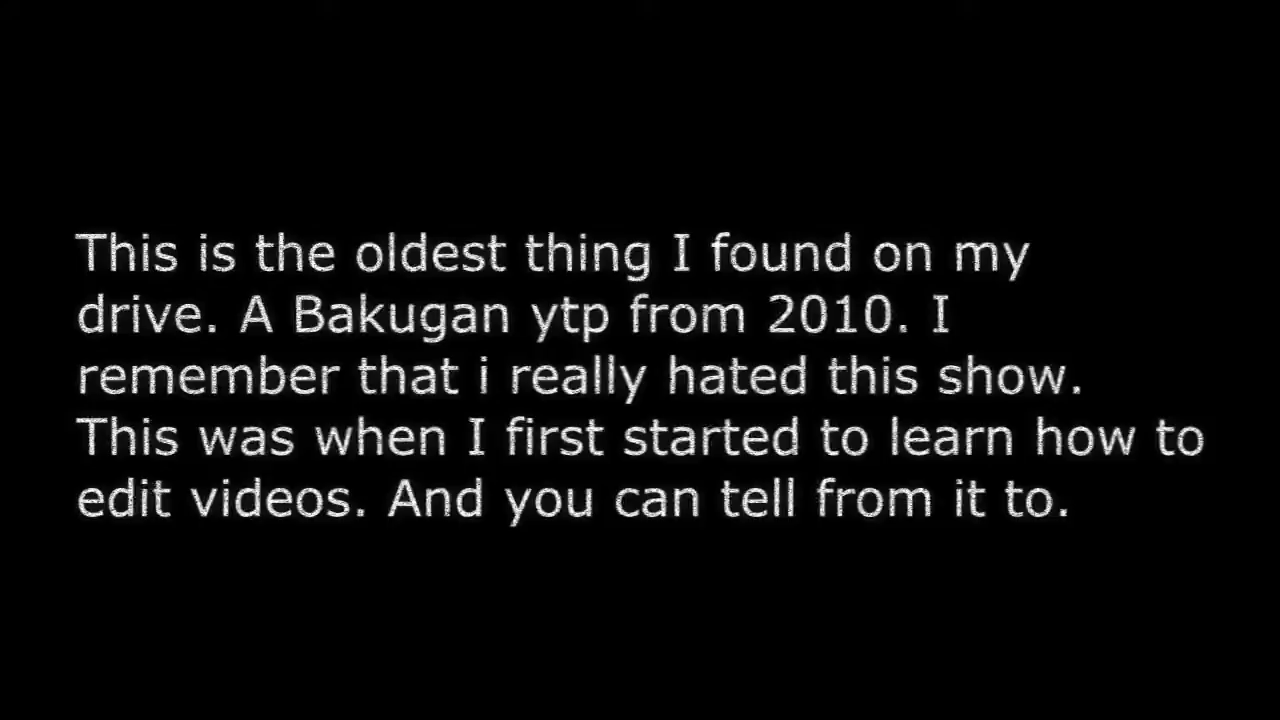 This is the oldest thing I found on my
drive. A Bakugan ytp from 2010. I
remember that i really hated this show.
This was when I first started to learn how to
edit videos. And you can tell from it to.